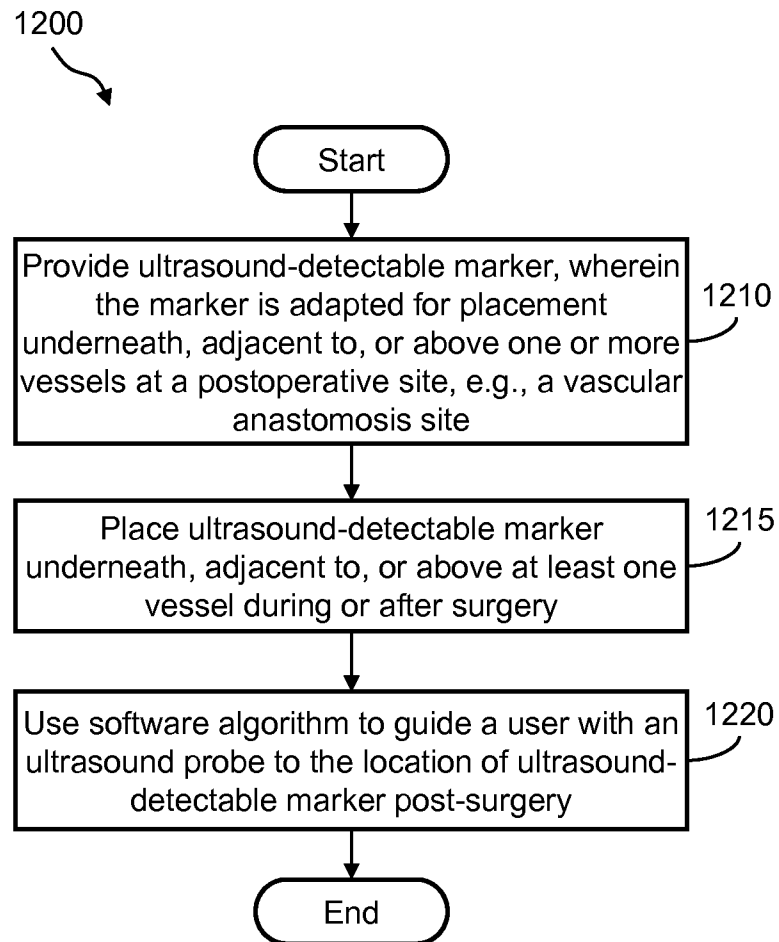 1200
Start
Provide ultrasound-detectable marker, wherein
the marker is adapted for placement
underneath, adjacent to, or above one or more
vessels at a postoperative site, e.g., a vascular
anastomosis site
1210
Place ultrasound-detectable marker
underneath, adjacent to, or above at least one
vessel during or after surgery
1215
Use software algorithm to guide a user with an
ultrasound probe to the location of ultrasound-
detectable marker post-surgery
1220
End